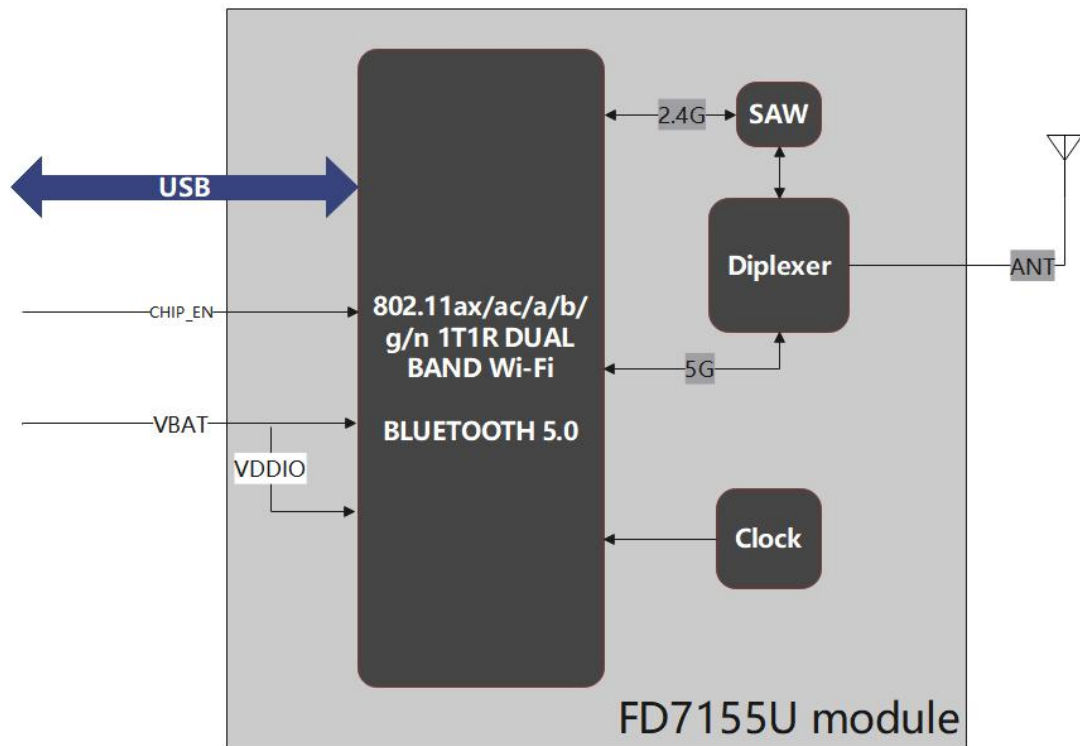 2.4G
SAW
USB
Diplexer
ANT
CHIP_EN
802.11ax/ac/a/b/
g/n 1T1R DUAL
BAND Wi-Fi
5G
VBAT
BLUETOOTH 5.0
VDDIO
Clock
FD7155U module